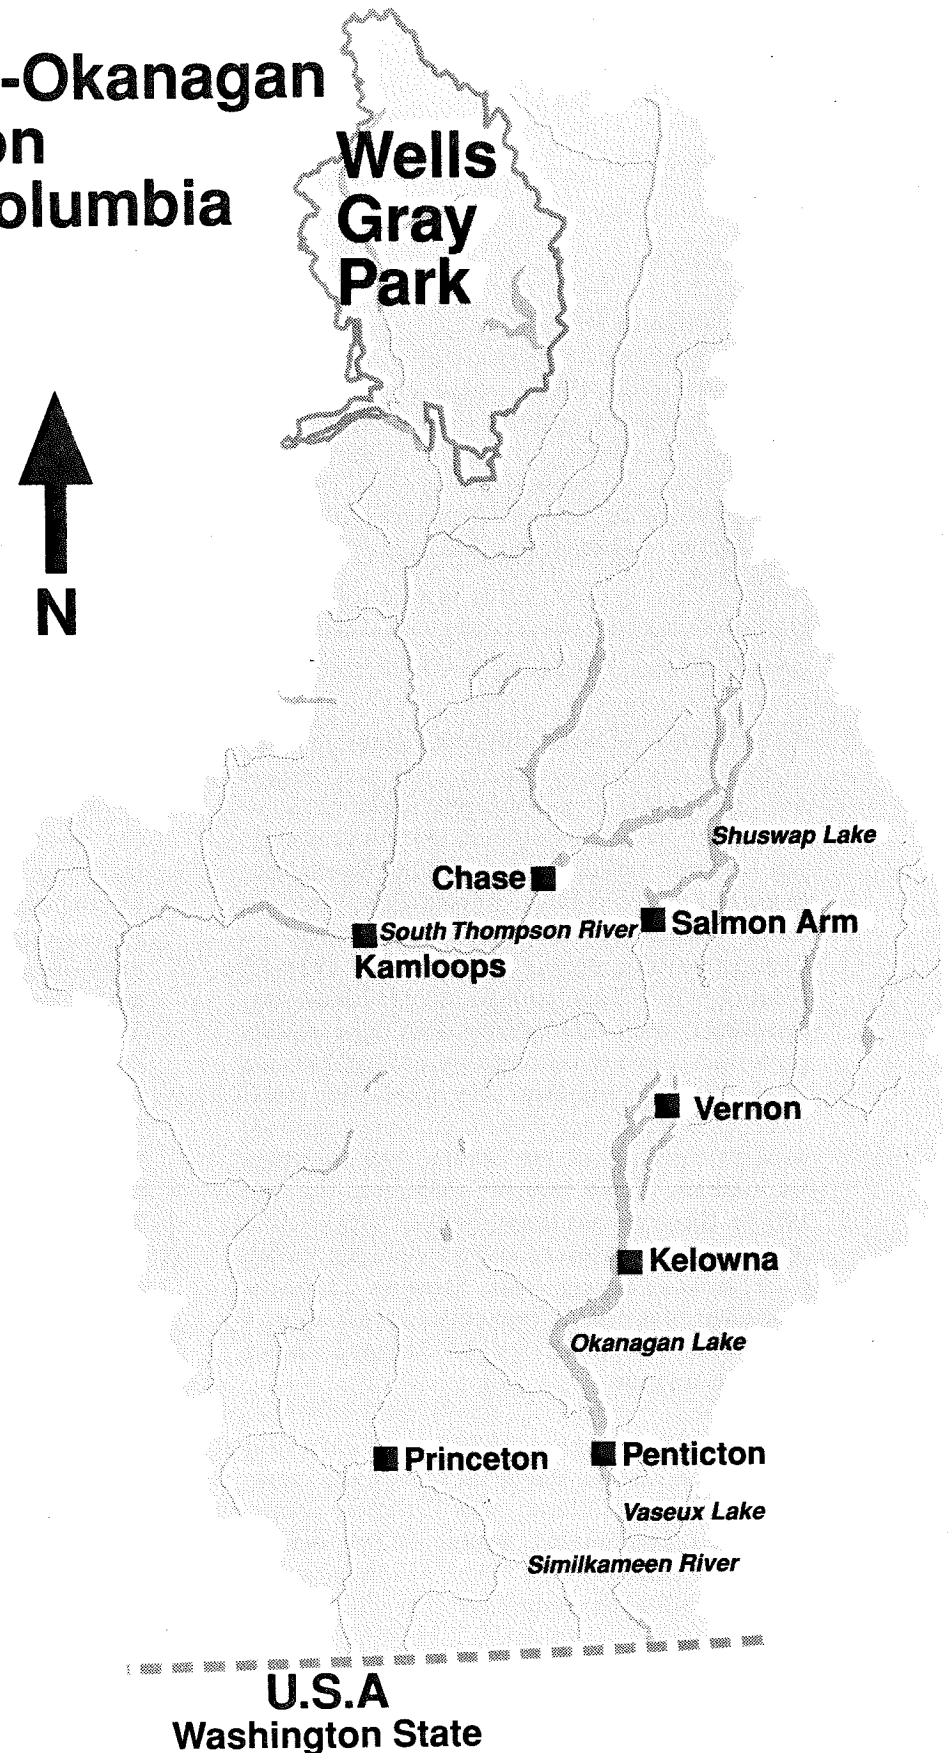 -Okanagan
on
olumbia
Wells
Gray
Park
N
Shuswap Lake
Chase
South Thompson River
Salmon Arm
Kamloops
Vernon
Kelowna
Okanagan Lake
Princeton
Penticton
Vaseux Lake
Similkameen River
U.S.A
Washington State